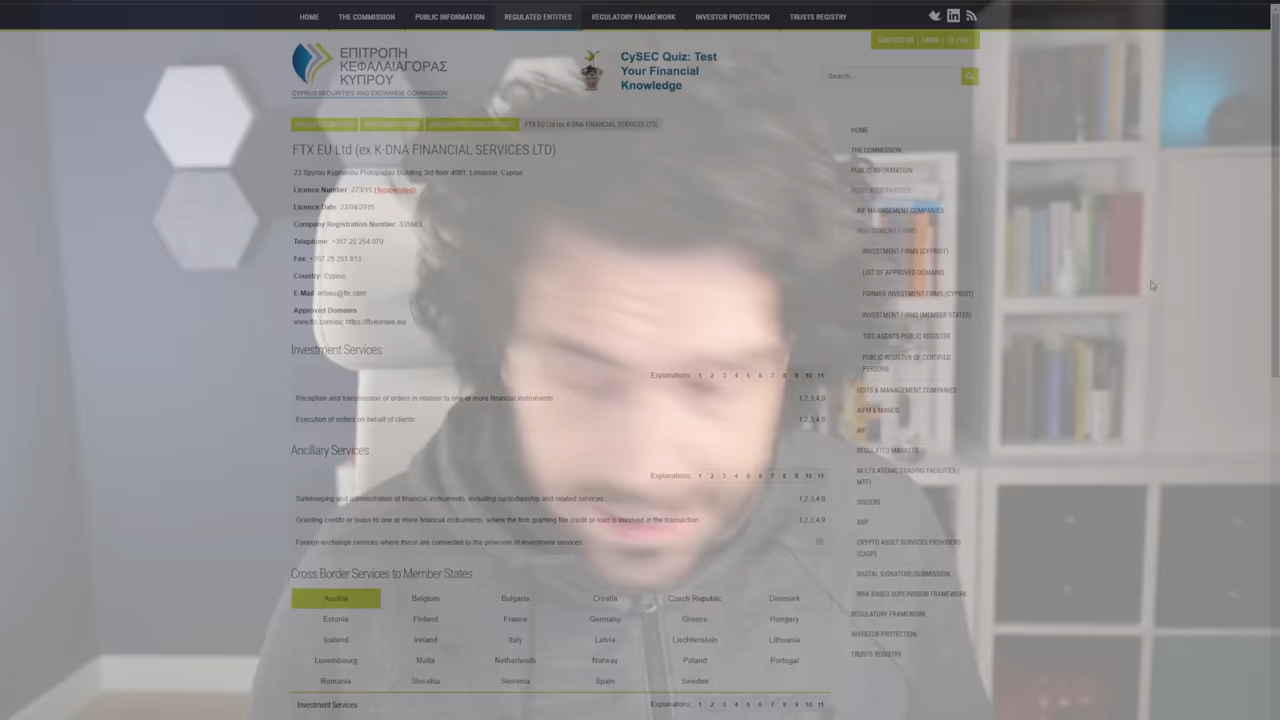 HOME THE COMMISSION PUBLIC INFORMATION REGULATED ENTITIES REGULATORY FRAMEWORK INVESTOR PROTECTION TRUSTS REGISTRY
CONTACT US | LINKS |
ΕΠΙΤΡΟΠΗ
ΚΕΦΑΛΑΙΑΓΟΡΑΣ
ΚΥΠΡΟΥ
CYPRUS SECURITIES AND EXCHANGE COMMISSION
CySEC Quiz: Test
Your Financial
Knowledge
Search
FTX EU Ltd (ex K-DNA FINANCIAL SERVICES LTD)
FTX EU Ltd (ex K-DNA FINANCIAL SERVICES LTD)
23 Spyrou Kyprianou Protopapas Building 3rd floor 4001, Limassol, Cyprus
Licence Number: 273/15 (Suspended)
Licence Date: 23/04/2015
Company Registration Number: 335683
Telephone: +357 25 254 070
Fax: +357 25 251 813
Country: Cyprus
E-Mail: infoeu@ftx.com
Approved Domains
www.ftx.com/eu; https://ftxeurope.eu/
Investment Services
Explanations: 1 2 3 4 5 6 7 8 9 10 11
Reception and transmission of orders in relation to one or more financial instruments: 1,2,3,4,9
Execution of orders on behalf of clients: 1,2,3,4,9
Ancillary Services
Explanations: 1 2 3 4 5 6 7 8 9 10 11
Safekeeping and administration of financial instruments, including custodianship and related services 1,2,3,4,9
Granting credits or loans to one or more financial instruments, where the firm granting the credit or loan is involved in the transaction: 1,2,3,4,9
Foreign exchange services where these are connected to the provision of investment services:
Cross Border Services to Member States
Austria Belgium Bulgaria Croatia Czech Republic Denmark
Estonia Finland France Germany Greece Hungary
Iceland Ireland Italy Latvia Liechtenstein Lithuania
Luxembourg Malta Netherlands Norway Poland Portugal
Romania Slovakia Slovenia Spain Sweden
Investment Services Explanations: 1 2 3 4 5 6 7 8 9 10 11
HOME
THE COMMISSION
PUBLIC INFORMATION
REGULATED ENTITIES
AIF MANAGEMENT COMPANIES
INVESTMENT FIRMS
INVESTMENT FIRMS (CYPRIOT)
LIST OF APPROVED DOMAINS
FORMER INVESTMENT FIRMS (CYPRIOT)
INVESTMENT FIRMS (MEMBER STATES)
TIED AGENTS PUBLIC REGISTER
PUBLIC REGISTER OF CERTIFIED
PERSONS
UCITS & MANAGEMENT COMPANIES
AIFM & MANCO
AIF
REGULATED MARKETS
MULTILATERAL TRADING FACILITIES (
MTF)
ISSUERS
ASP
CRYPTO ASSET SERVICES PROVIDERS
(CASP)
DIGITAL SIGNATURE/SUBMISSION
RISK BASED SUPERVISION FRAMEWORK
REGULATORY FRAMEWORK
INVESTOR PROTECTION
TRUSTS REGISTRY